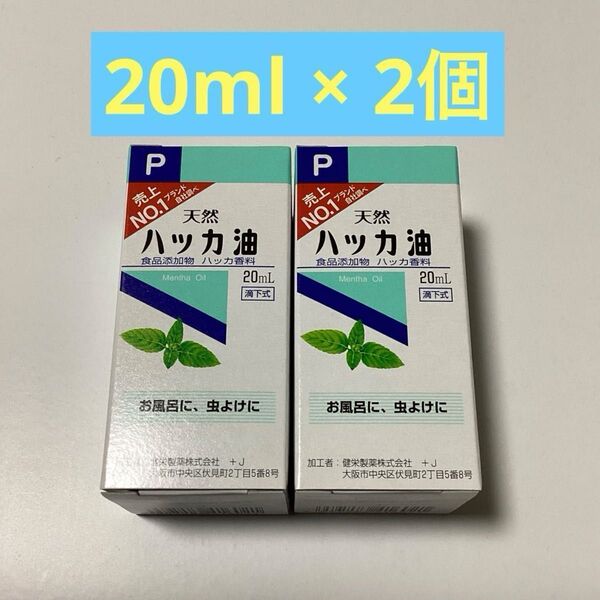 20ml × 2個
P
売上
NO.1ブランド
自社調べ
天然
ハッカ油
食品添加物 ハッカ香料
Mentha Oil
20mL
滴下式
お風呂に、虫よけに
加工者:健栄製薬株式会社 +J
大阪市中央区伏見町2丁目5番8号
P
売上
NO.1ブランド
自社調べ
天然
ハッカ油
食品添加物 ハッカ香料
Mentha Oil
20mL
滴下式
お風呂に、虫よけに
加工者:健栄製薬株式会社 +J
大阪市中央区伏見町2丁目5番8号